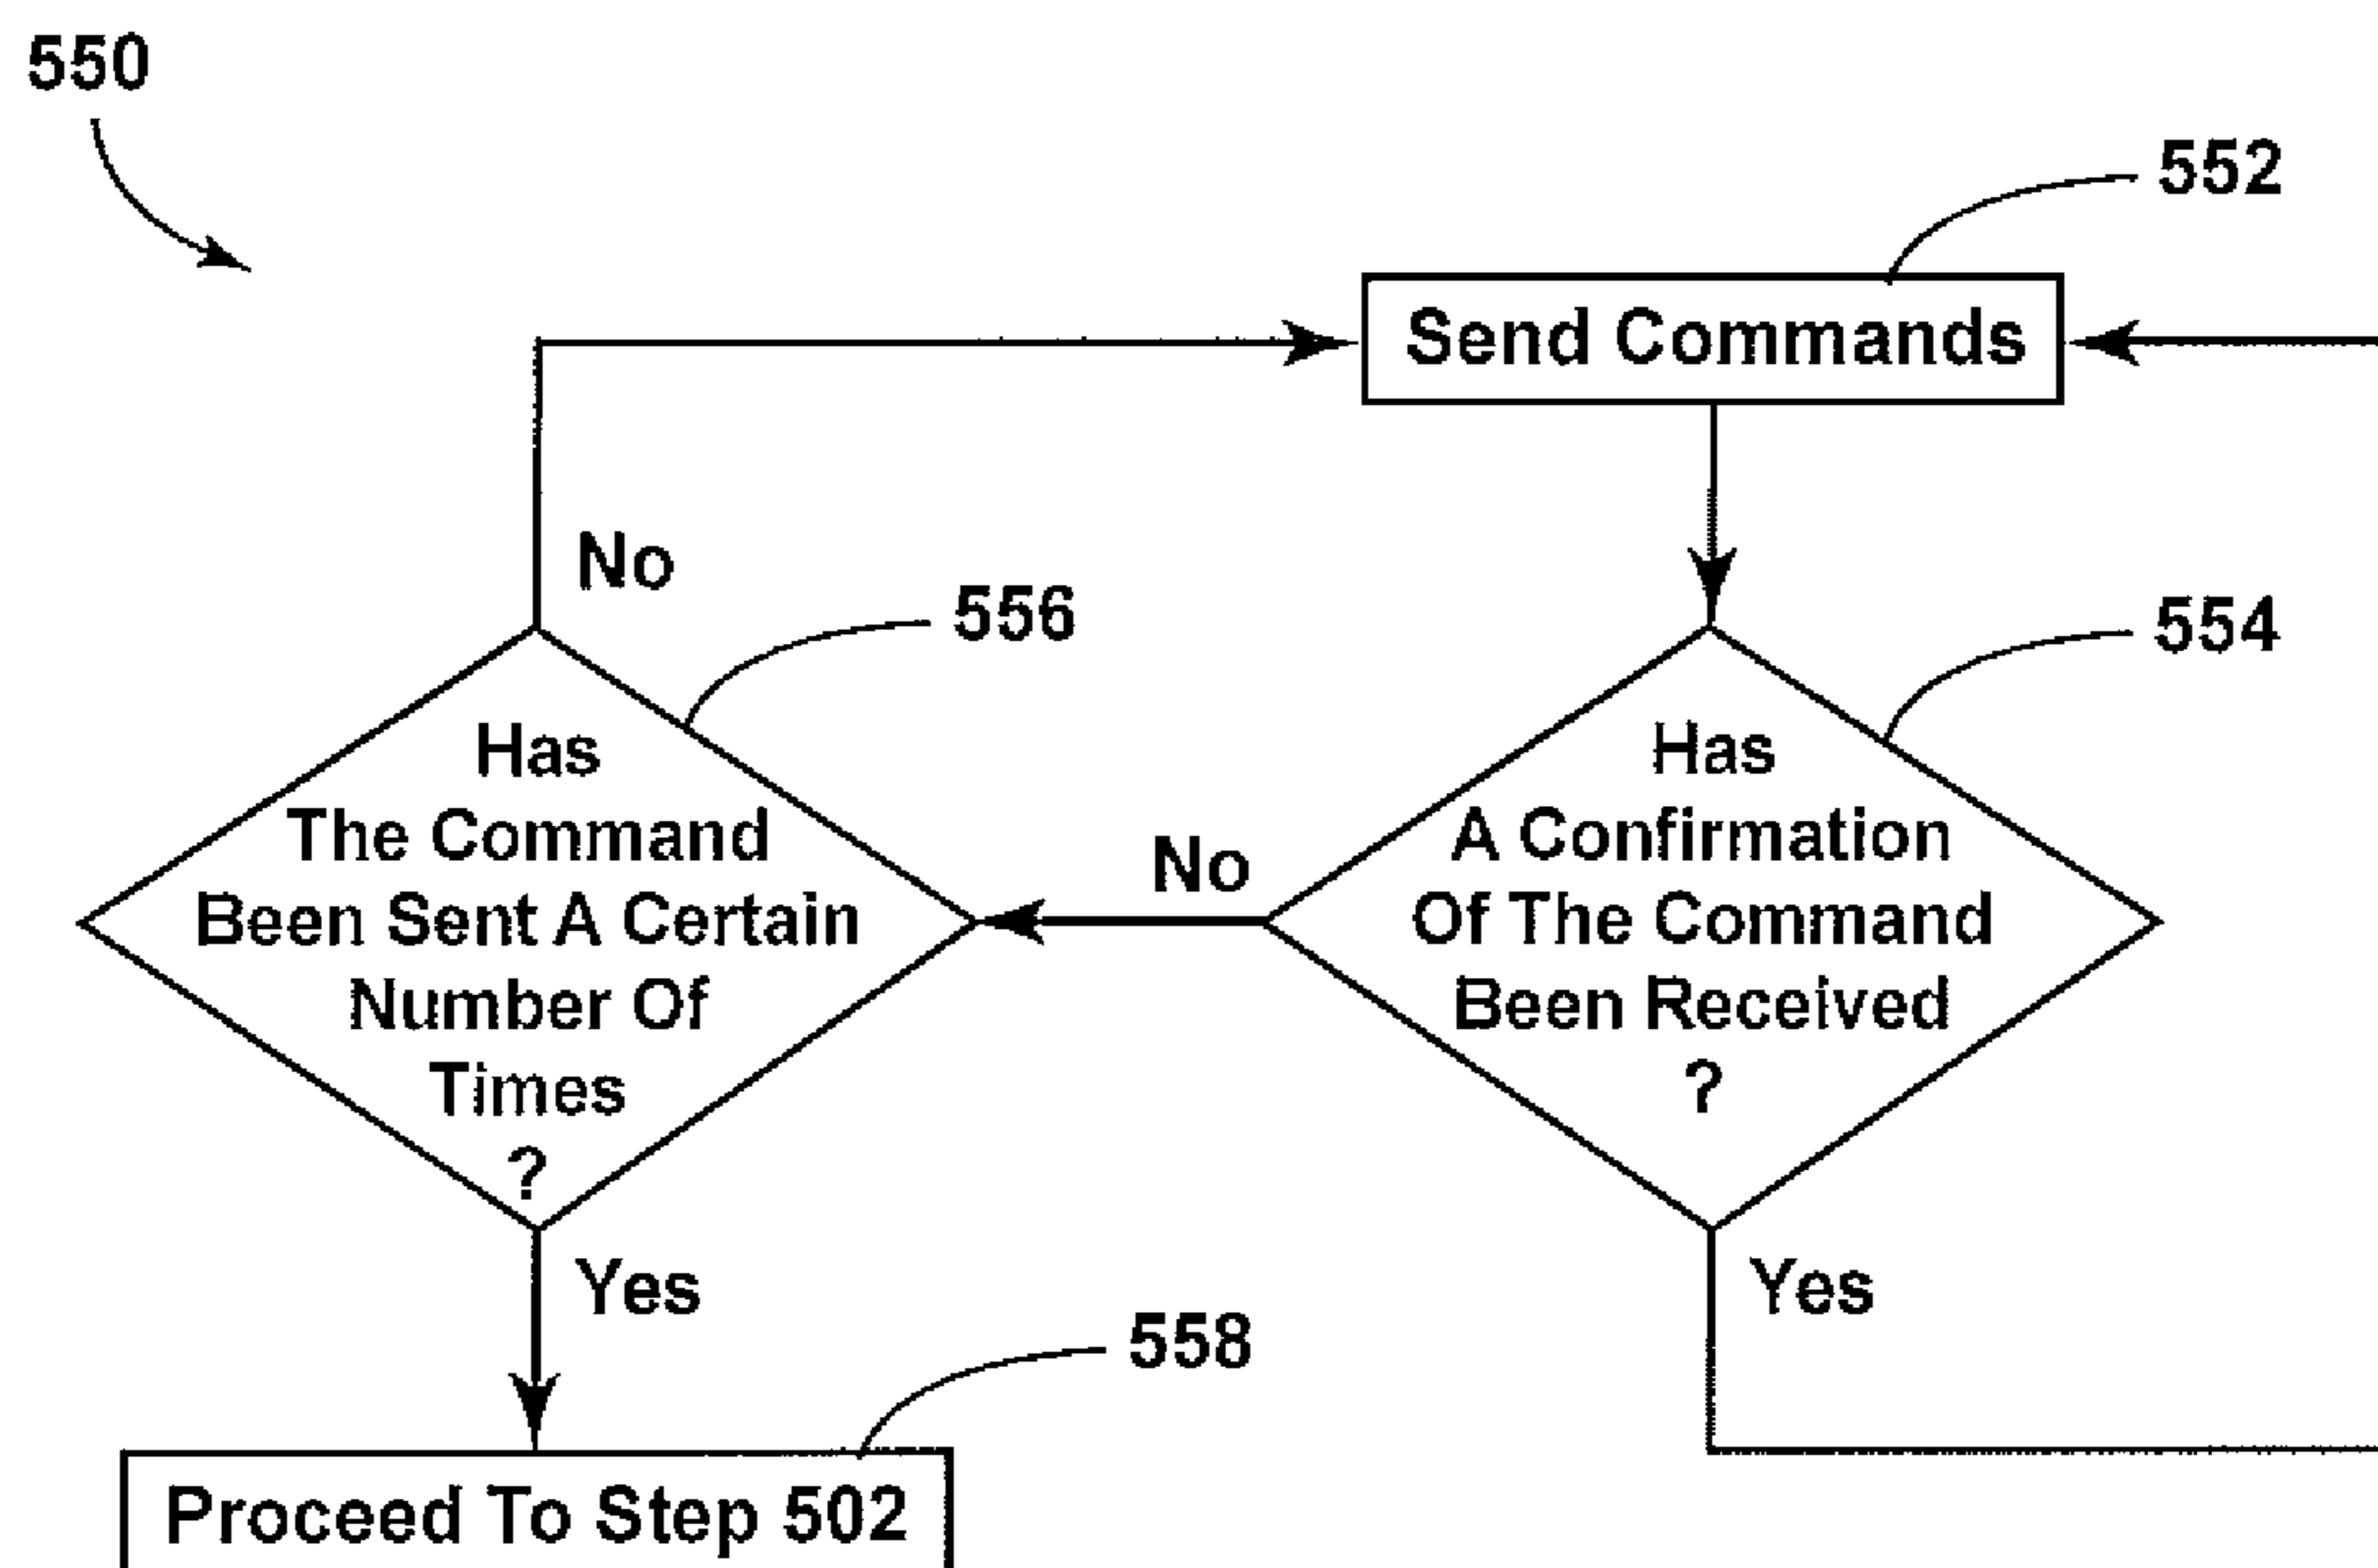 550
552
Send Commands
No
556
554
Has
The Command
Been Sent A Certain
Number Of
Times
?
No
Has
A Confirmation
Of The Command
Been Received
?
Yes
Yes
558
Proceed To Step 502